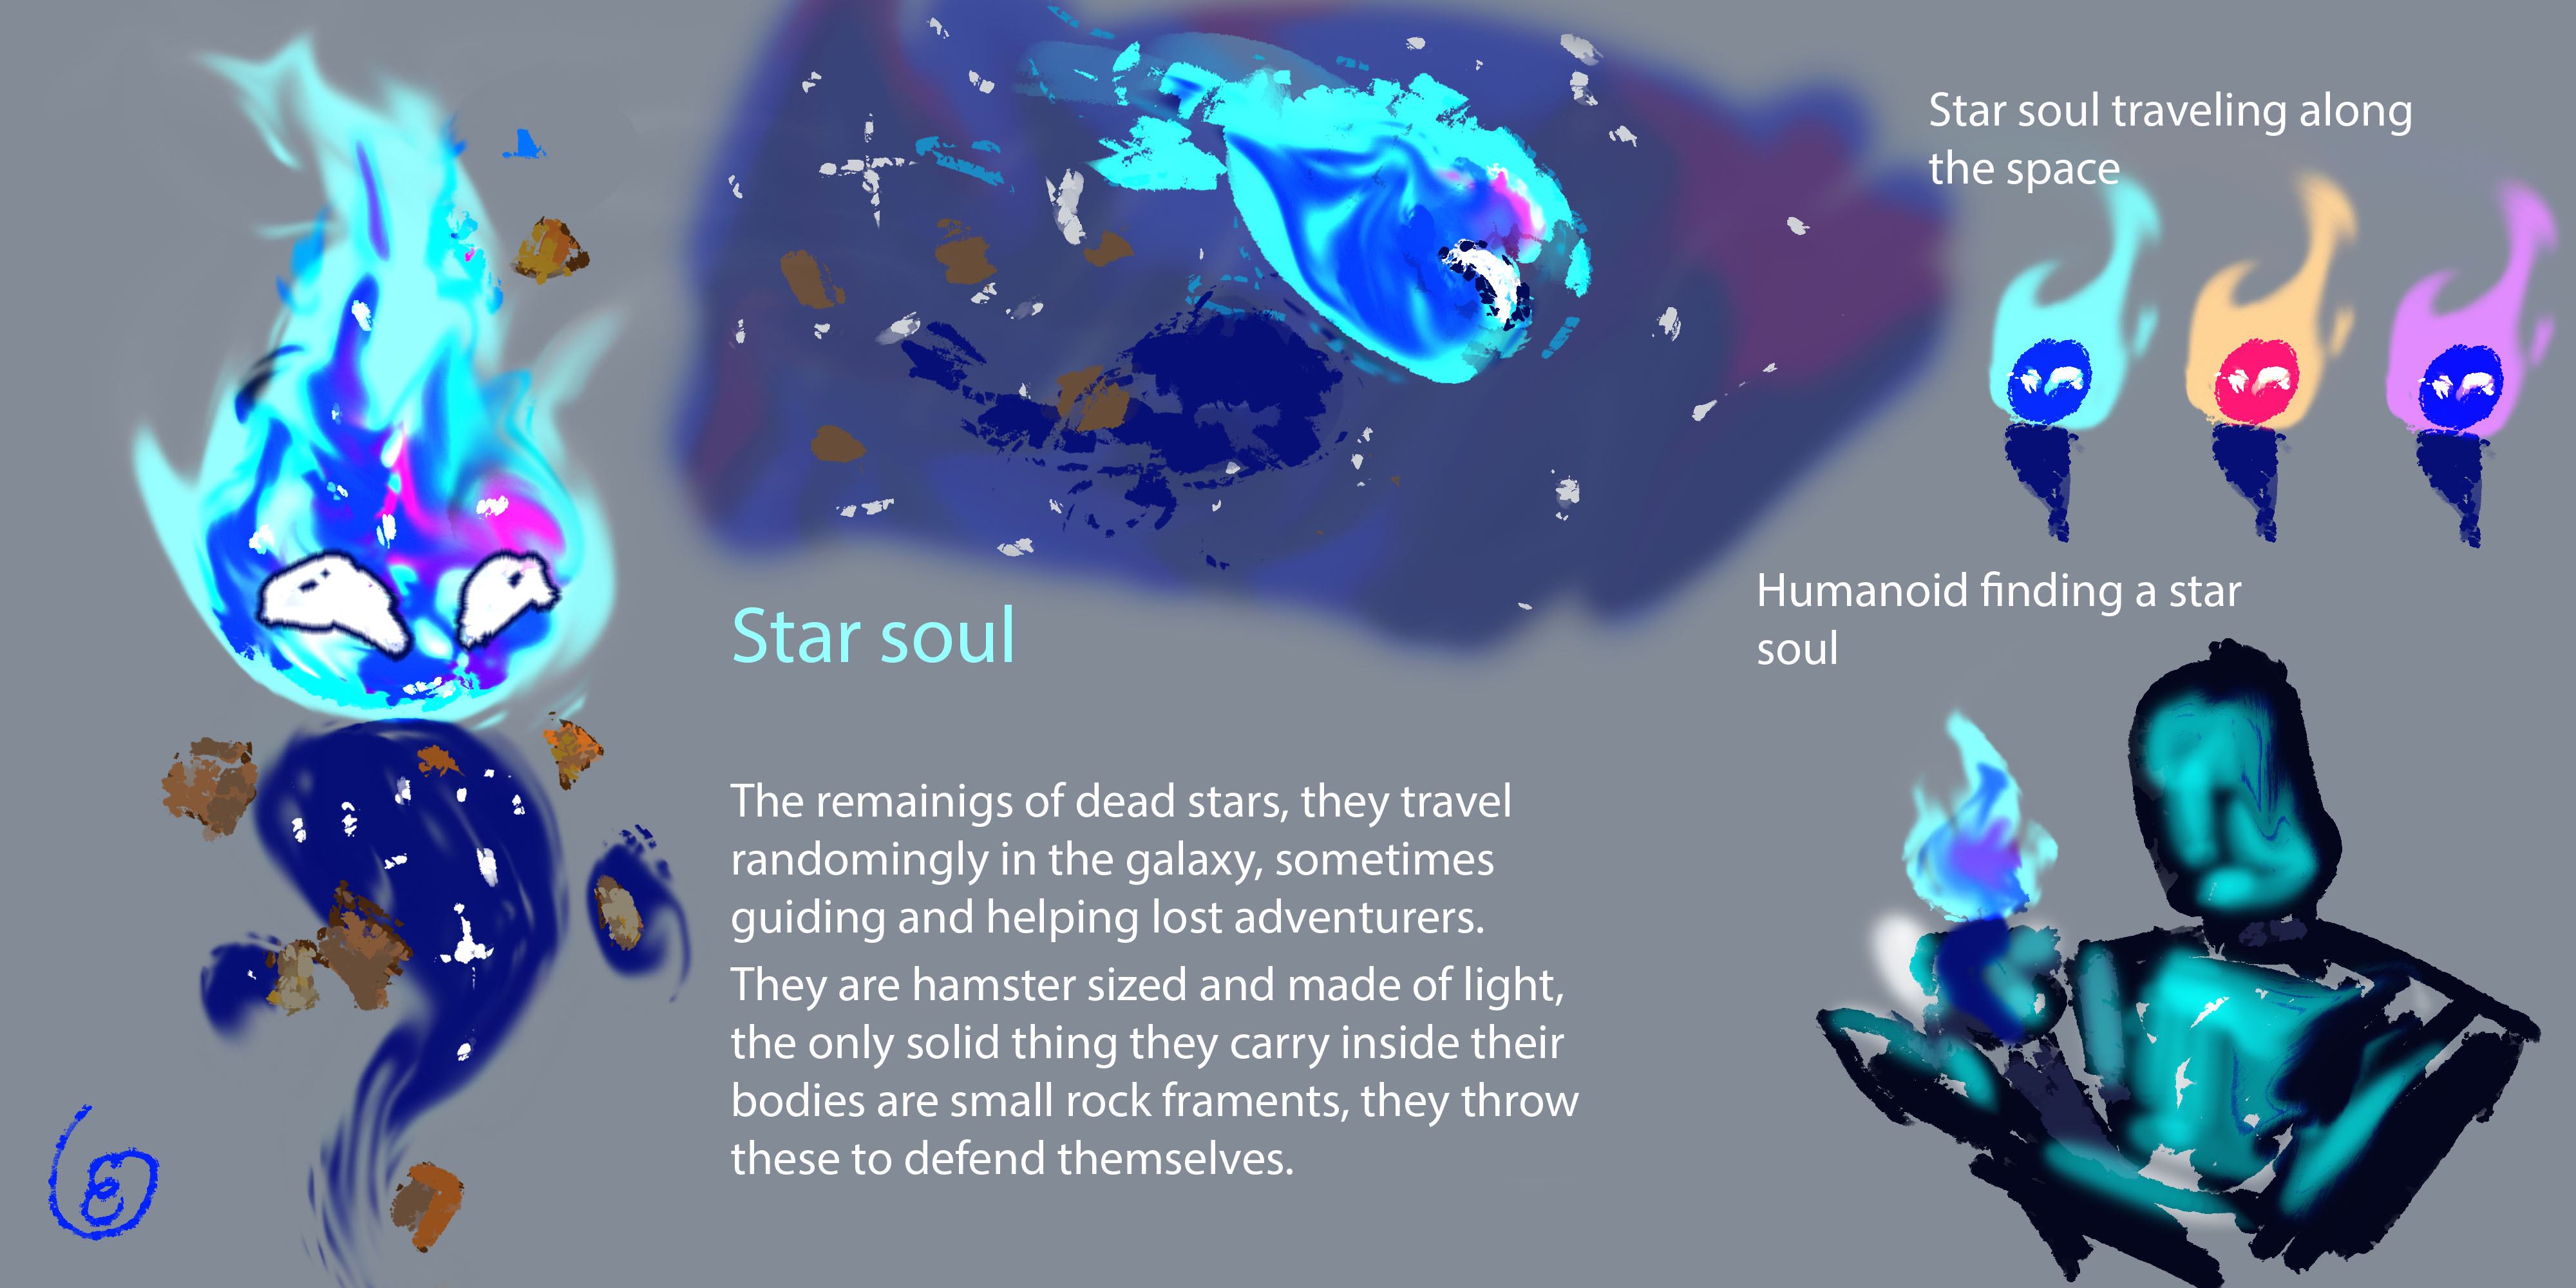 Star soul traveling along
the space
Humanoid finding a star
soul
Star soul
The remainigs of dead stars, they travel
randomingly in the galaxy, sometimes
guiding and helping lost adventurers.
They are hamster sized and made of light,
the only solid thing they carry inside their
bodies are small rock framents, they throw
these to defend themselves.